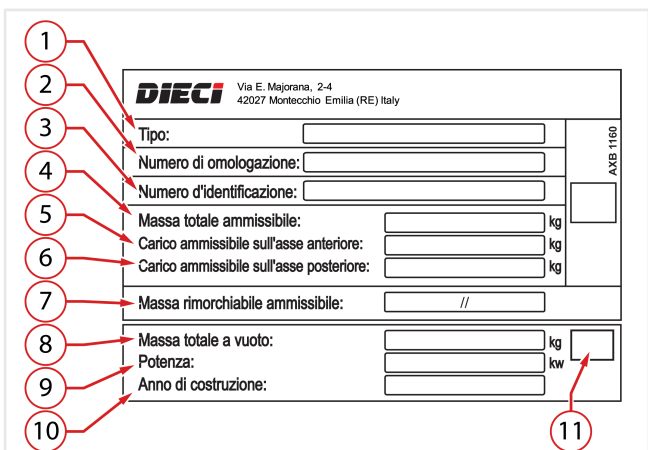 1
2
3
4
5
6
7
8
9
10
11
DIECI
Via E. Majorana, 2-4
42027 Montecchio Emilia (RE) Italy
Tipo:
Numero di omologazione:
Numero d'identificazione:
AXB 1160
Massa totale ammissibile: kg
Carico ammissibile sull'asse anteriore: kg
Carico ammissibile sull'asse posteriore: kg
Massa rimorchiabile ammissibile: //
Massa totale a vuoto: kg
Potenza: kw
Anno di costruzione: